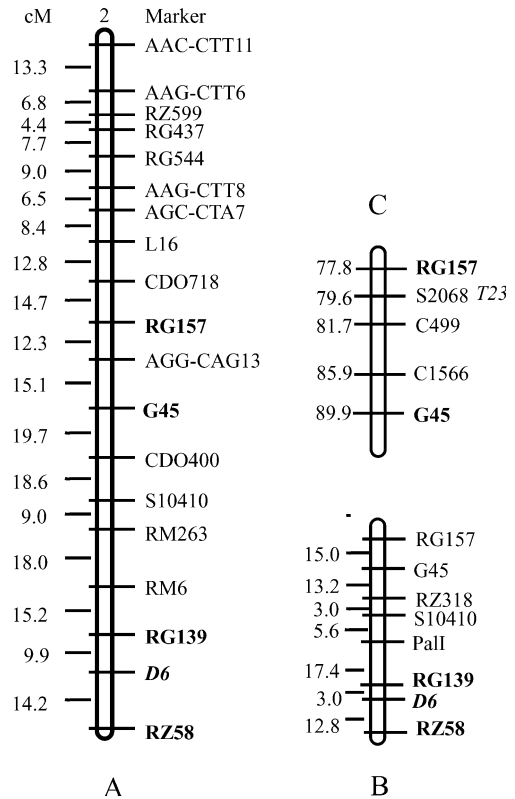 cM 2 Marker
AAC-CTT11
13.3
AAG-CTT6
6.8
RZ599
4.4
RG437
7.7
RG544
9.0
AAG-CTT8
6.5
AGC-CTA7
8.4
L16
12.8
CDO718
14.7
RG157
12.3
AGG-CAG13
15.1
G45
19.7
CDO400
18.6
S10410
9.0
RM263
18.0
RM6
15.2
RG139
9.9
D6
14.2
RZ58
A
C
77.8 RG157
79.6 S2068 T23
81.7 C499
85.9 C1566
89.9 G45
RG157
15.0
G45
13.2
RZ318
3.0
S10410
5.6
PalI
17.4
RG139
3.0
D6
12.8
RZ58
B